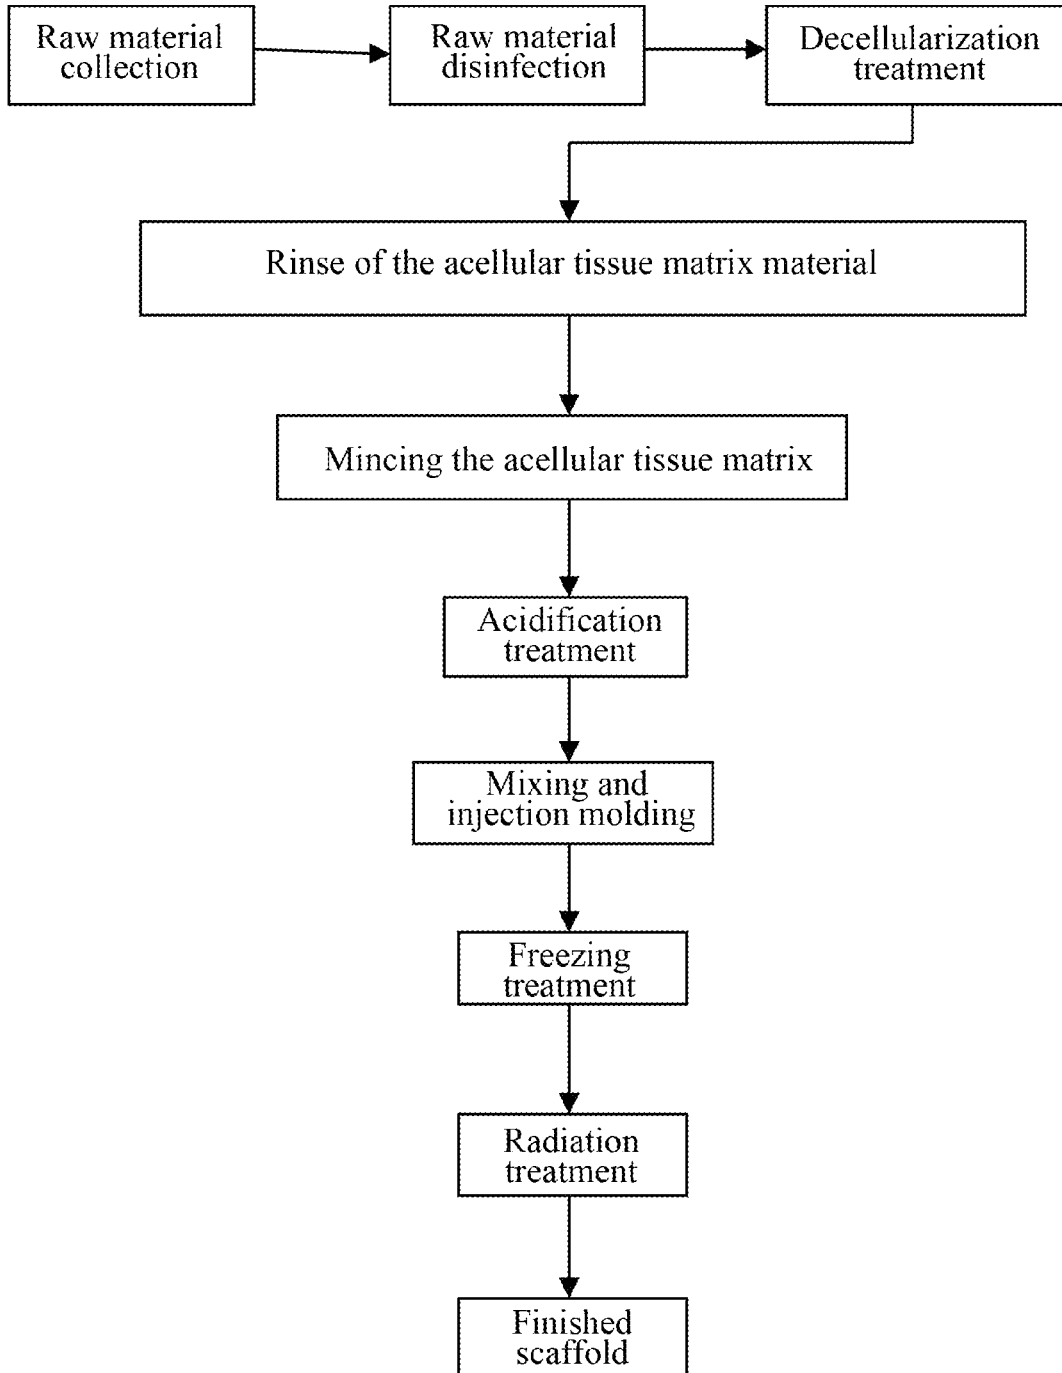 Raw material
collection
Raw material
disinfection
Decellularization
treatment
Rinse of the acellular tissue matrix material
Mincing the acellular tissue matrix
Acidification
treatment
Mixing and
injection molding
Freezing
treatment
Radiation
treatment
Finished
scaffold